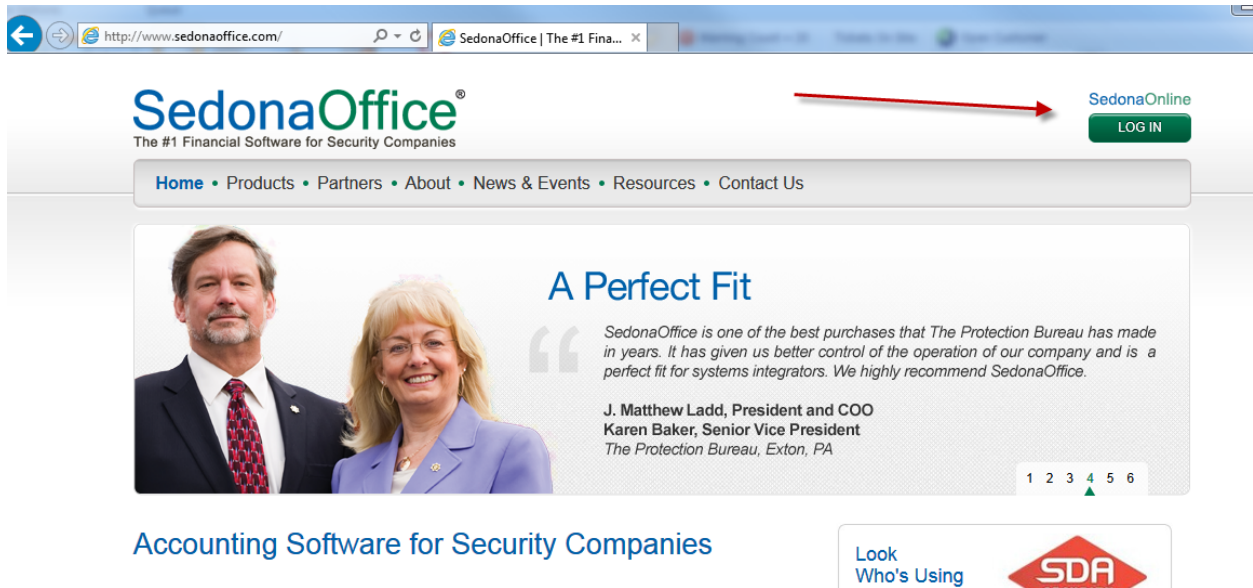 http://www.sedonaoffice.com/
SedonaOffice | The #1 Fina...
SedonaOffice®
The #1 Financial Software for Security Companies
SedonaOnline
LOG IN
Home • Products • Partners • About • News & Events • Resources • Contact Us
A Perfect Fit
“
SedonaOffice is one of the best purchases that The Protection Bureau has made
in years. It has given us better control of the operation of our company and is a
perfect fit for systems integrators. We highly recommend SedonaOffice.
J. Matthew Ladd, President and COO
Karen Baker, Senior Vice President
The Protection Bureau, Exton, PA
1 2 3 4 5 6
Accounting Software for Security Companies
Look
Who's Using
SDA